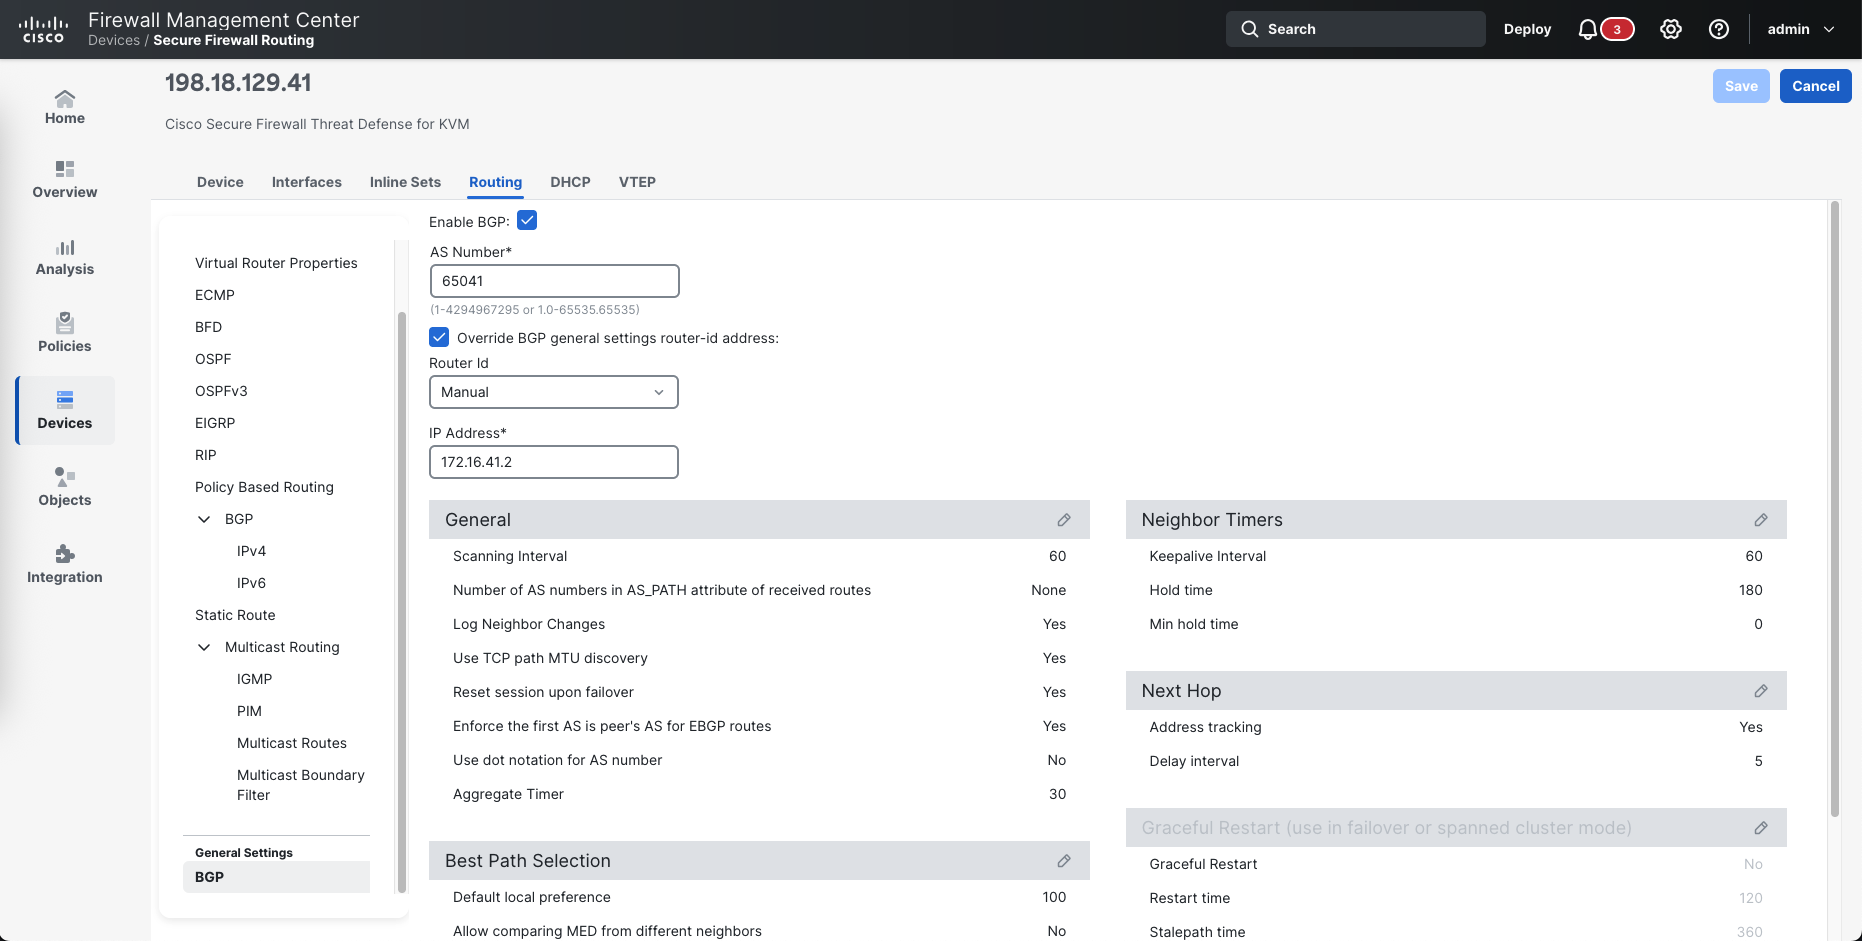 cisco
Firewall Management Center
Devices / Secure Firewall Routing
Search
Deploy
3
admin
198.18.129.41
Save
Cancel
Cisco Secure Firewall Threat Defense for KVM
Home
Overview
Analysis
Policies
Devices
Objects
Integration
Device
Interfaces
Inline Sets
Routing
DHCP
VTEP
Virtual Router Properties
ECMP
BFD
OSPF
OSPFv3
EIGRP
RIP
Policy Based Routing
BGP
IPv4
IPv6
Static Route
Multicast Routing
IGMP
PIM
Multicast Routes
Multicast Boundary
Filter
General Settings
BGP
Enable BGP:
AS Number*
65041
(1-4294967295 or 1.0-65535.65535)
Override BGP general settings router-id address:
Router Id
Manual
IP Address*
172.16.41.2
General
Scanning Interval 60
Number of AS numbers in AS_PATH attribute of received routes None
Log Neighbor Changes Yes
Use TCP path MTU discovery Yes
Reset session upon failover Yes
Enforce the first AS is peer's AS for EBGP routes Yes
Use dot notation for AS number No
Aggregate Timer 30
Best Path Selection
Default local preference 100
Allow comparing MED from different neighbors No
Neighbor Timers
Keepalive Interval 60
Hold time 180
Min hold time 0
Next Hop
Address tracking Yes
Delay interval 5
Graceful Restart (use in failover or spanned cluster mode)
Graceful Restart No
Restart time 120
Stalepath time 360